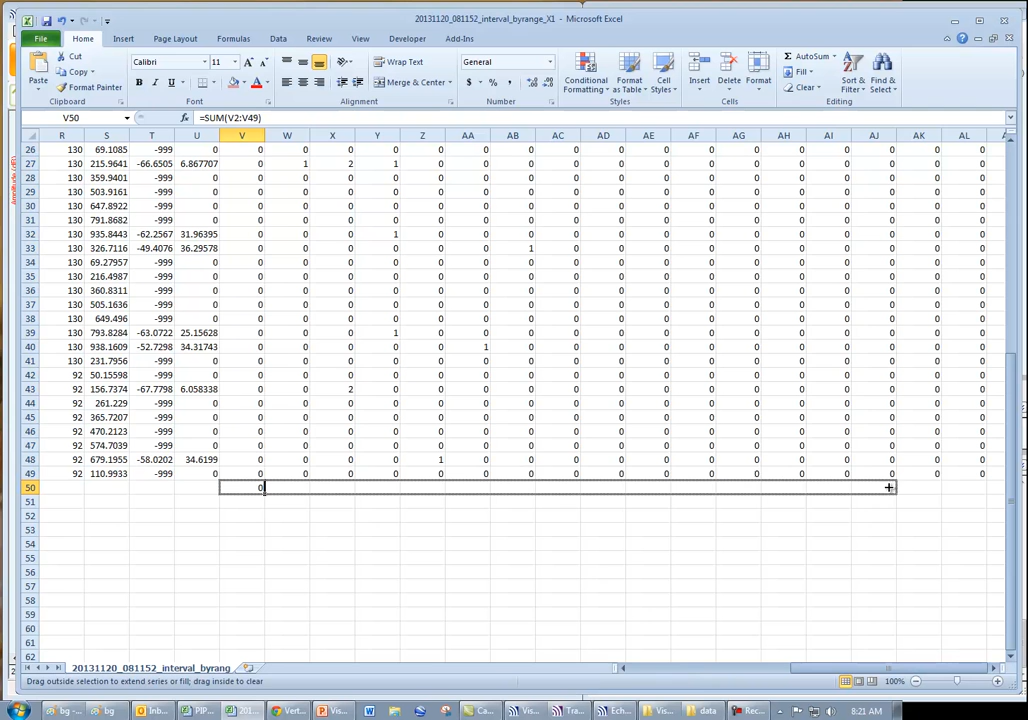 20131120_081152_interval_byrange_X1 - Microsoft Excel
File Home Insert Page Layout Formulas Data Review View Developer Add-Ins
Cut Calibri 11 Wrap Text General Σ AutoSum
Copy Fill
Paste Format Painter B I U A Merge & Center $ % , Conditional Formatting Format as Table Cell Styles Insert Delete Format Clear Sort & Filter Find & Select
Clipboard Font Alignment Number Styles Cells Editing
V50 fx =SUM(V2:V49)
R S T U V W X Y Z AA AB AC AD AE AF AG AH AI AJ AK AL
26 130 69.1085 -999 0 0 0 0 0 0 0 0 0 0 0 0 0 0 0 0 0 0
27 130 215.9641 -66.6505 6.867707 0 1 2 1 0 0 0 0 0 0 0 0 0 0 0 0 0
28 130 359.9401 -999 0 0 0 0 0 0 0 0 0 0 0 0 0 0 0 0 0 0
29 130 503.9161 -999 0 0 0 0 0 0 0 0 0 0 0 0 0 0 0 0 0 0
30 130 647.8922 -999 0 0 0 0 0 0 0 0 0 0 0 0 0 0 0 0 0 0
31 130 791.8682 -999 0 0 0 0 0 0 0 0 0 0 0 0 0 0 0 0 0 0
32 130 935.8443 -62.2567 31.96395 0 0 0 1 0 0 0 0 0 0 0 0 0 0 0 0 0
33 130 326.7116 -49.4076 36.29578 0 0 0 0 0 0 1 0 0 0 0 0 0 0 0 0 0
34 130 69.27957 -999 0 0 0 0 0 0 0 0 0 0 0 0 0 0 0 0 0 0
35 130 216.4987 -999 0 0 0 0 0 0 0 0 0 0 0 0 0 0 0 0 0 0
36 130 360.8311 -999 0 0 0 0 0 0 0 0 0 0 0 0 0 0 0 0 0 0
37 130 505.1636 -999 0 0 0 0 0 0 0 0 0 0 0 0 0 0 0 0 0 0
38 130 649.496 -999 0 0 0 0 0 0 0 0 0 0 0 0 0 0 0 0 0 0
39 130 793.8284 -63.0722 25.15628 0 0 0 1 0 0 0 0 0 0 0 0 0 0 0 0 0
40 130 938.1609 -52.7298 34.31743 0 0 0 0 0 1 0 0 0 0 0 0 0 0 0 0 0
41 130 231.7956 -999 0 0 0 0 0 0 0 0 0 0 0 0 0 0 0 0 0 0
42 92 50.15598 -999 0 0 0 0 0 0 0 0 0 0 0 0 0 0 0 0 0 0
43 92 156.7374 -67.7798 6.058338 0 0 2 0 0 0 0 0 0 0 0 0 0 0 0 0 0
44 92 261.229 -999 0 0 0 0 0 0 0 0 0 0 0 0 0 0 0 0 0 0
45 92 365.7207 -999 0 0 0 0 0 0 0 0 0 0 0 0 0 0 0 0 0 0
46 92 470.2123 -999 0 0 0 0 0 0 0 0 0 0 0 0 0 0 0 0 0 0
47 92 574.7039 -999 0 0 0 0 0 0 0 0 0 0 0 0 0 0 0 0 0 0
48 92 679.1955 -58.0202 34.6199 0 0 0 0 1 0 0 0 0 0 0 0 0 0 0 0 0
49 92 110.9933 -999 0 0 0 0 0 0 0 0 0 0 0 0 0 0 0 0 0 0
50 0
51
52
53
54
55
56
57
58
59
60
61
62
20131120_081152_interval_byrang
Drag outside selection to extend series or fill; drag inside to clear 100%
bg -... bg Inb... PIP... 201... Vert... Vis... W Ca... Vis... Tra... Ech... Vis... data Rec... 8:21 AM